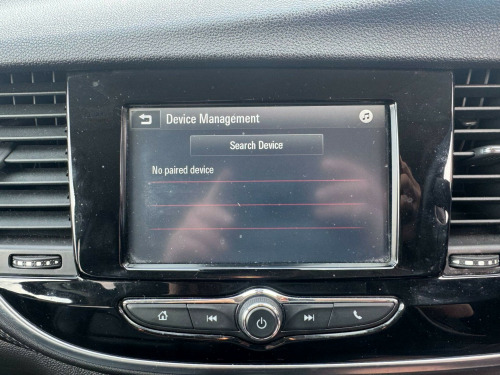 Device Management
Search Device
No paired device